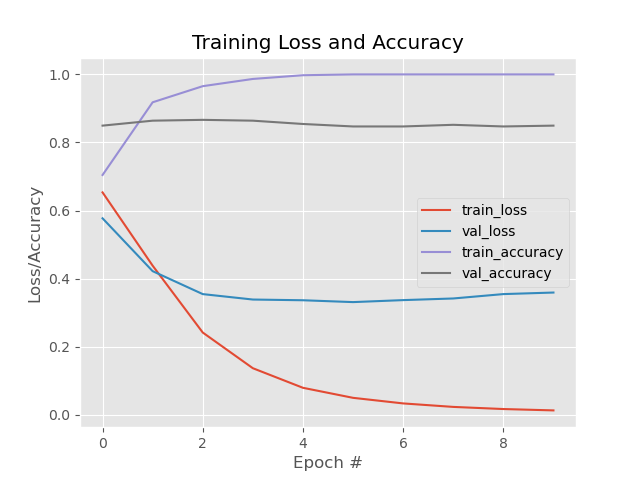 Training Loss and Accuracy
Loss/Accuracy
1.0
0.8
0.6
0.4
0.2
0.0
train_loss
val_loss
train_accuracy
val_accuracy
0 2 4 6 8
Epoch #